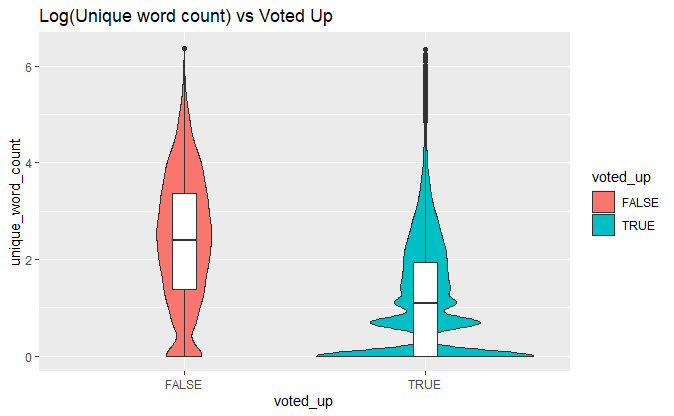 Log(Unique word count) vs Voted Up
unique_word_count
6
4
2
0
FALSE TRUE
voted_up
voted_up
FALSE
TRUE